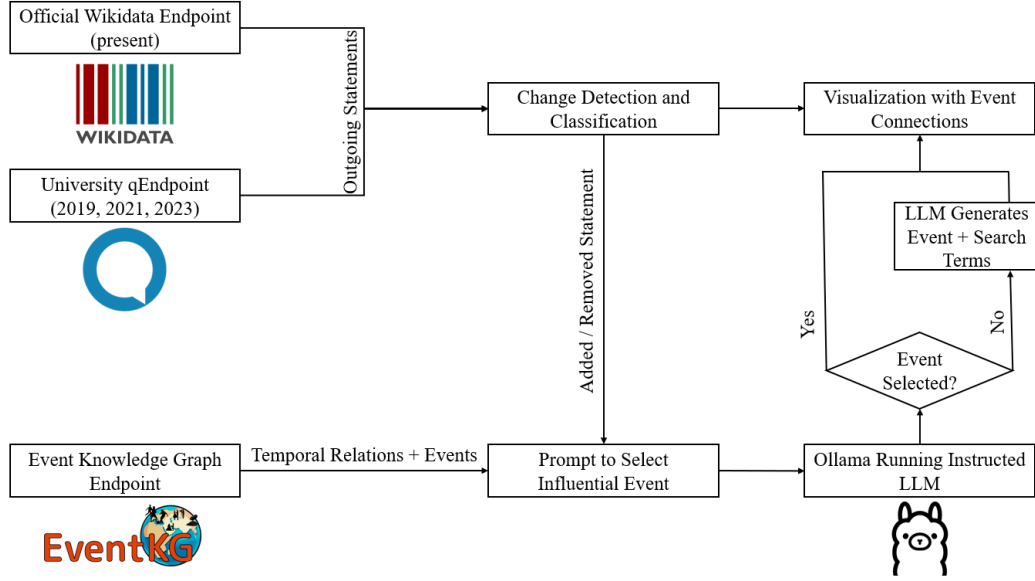 Official Wikidata Endpoint
(present)
WIKIDATA
University qEndpoint
(2019, 2021, 2023)
Outgoing Statements
Change Detection and
Classification
Visualization with Event
Connections
LLM Generates
Event + Search
Terms
Added / Removed Statement
Yes
No
Event
Selected?
Event Knowledge Graph
Endpoint
EventKG
Temporal Relations + Events
Prompt to Select
Influential Event
Ollama Running Instructed
LLM